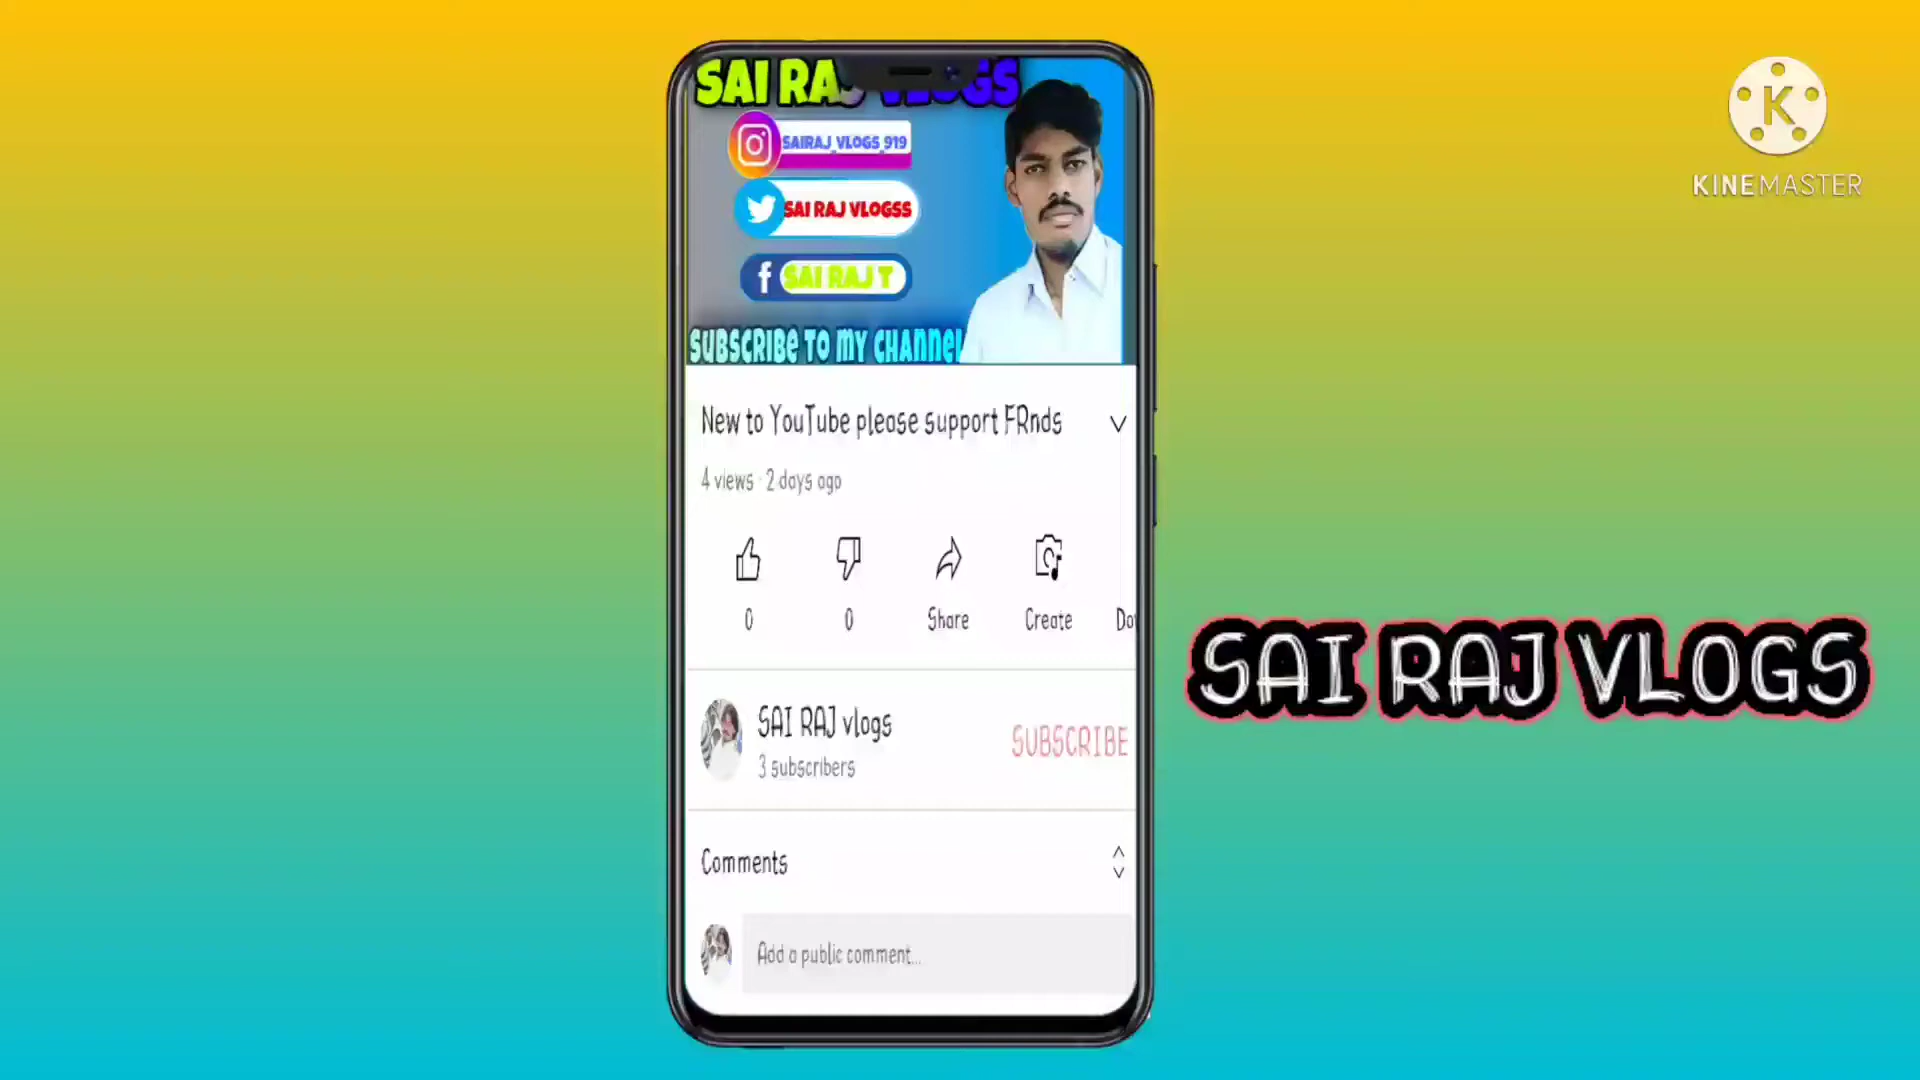 SAI RAJ VLOGS
SAIRAJ_VLOGS_919
SAI RAJ VLOGSS
f SAI RAJ T
SUBSCRIBE TO MY CHANNEL
New to YouTube please support FRnds
4 views · 2 days ago
0 0 Share Create
SAI RAJ vlogs
3 subscribers
SUBSCRIBE
Comments
Add a public comment...
K
KINEMASTER
SAI RAJ VLOGS